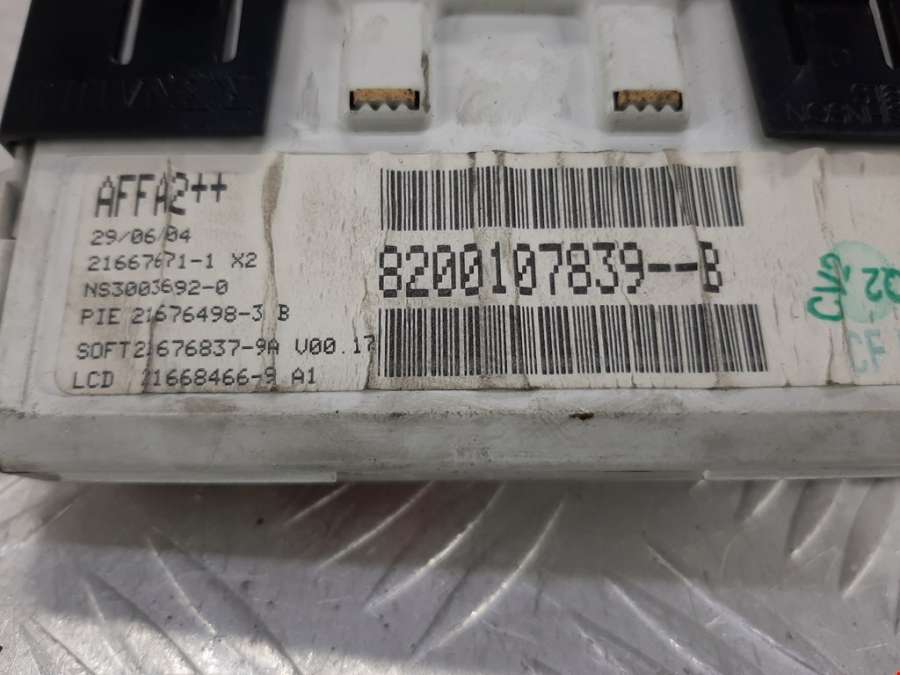 AFFA2++
29/06/04
21667671-1 X2
NS3003692-0
PIE 21676498-3 B
SOFT21676837-9A V00.17
LCD 21668466-9 A1
8200107839--B